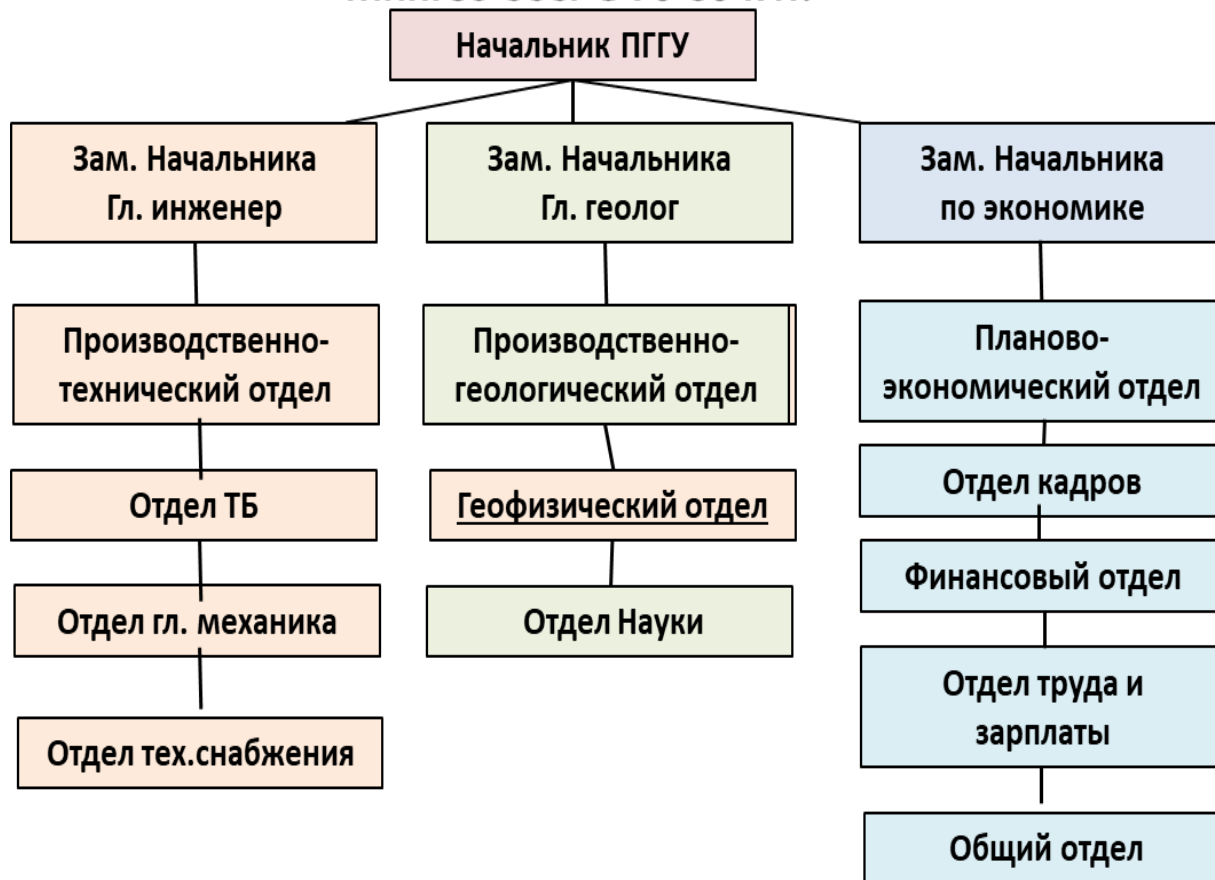 Начальник ПГГУ
Зам. Начальника
Гл. инженер
Производственно-
технический отдел
Отдел ТБ
Отдел гл. механика
Отдел тех.снабжения
Зам. Начальника
Гл. геолог
Производственно-
геологический отдел
Геофизический отдел
Отдел Науки
Зам. Начальника
по экономике
Планово-
экономический отдел
Отдел кадров
Финансовый отдел
Отдел труда и
зарплаты
Общий отдел